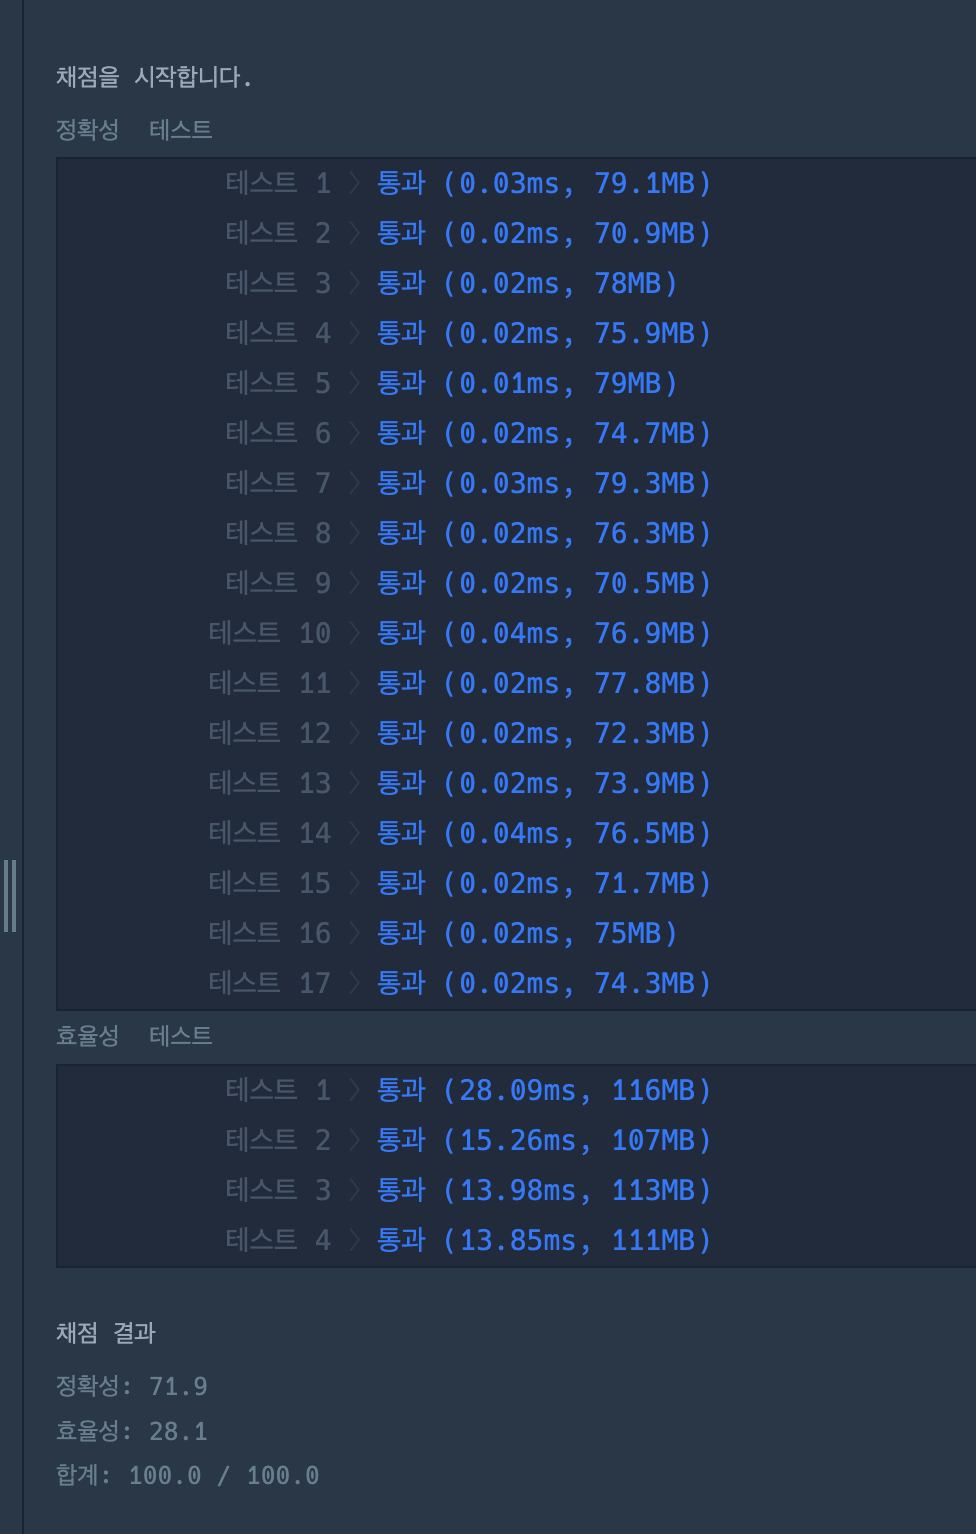 채점을 시작합니다.
정확성 테스트
테스트 1 〉 통과 (0.03ms, 79.1MB)
테스트 2 〉 통과 (0.02ms, 70.9MB)
테스트 3 〉 통과 (0.02ms, 78MB)
테스트 4 〉 통과 (0.02ms, 75.9MB)
테스트 5 〉 통과 (0.01ms, 79MB)
테스트 6 〉 통과 (0.02ms, 74.7MB)
테스트 7 〉 통과 (0.03ms, 79.3MB)
테스트 8 〉 통과 (0.02ms, 76.3MB)
테스트 9 〉 통과 (0.02ms, 70.5MB)
테스트 10 〉 통과 (0.04ms, 76.9MB)
테스트 11 〉 통과 (0.02ms, 77.8MB)
테스트 12 〉 통과 (0.02ms, 72.3MB)
테스트 13 〉 통과 (0.02ms, 73.9MB)
테스트 14 〉 통과 (0.04ms, 76.5MB)
테스트 15 〉 통과 (0.02ms, 71.7MB)
테스트 16 〉 통과 (0.02ms, 75MB)
테스트 17 〉 통과 (0.02ms, 74.3MB)
효율성 테스트
테스트 1 〉 통과 (28.09ms, 116MB)
테스트 2 〉 통과 (15.26ms, 107MB)
테스트 3 〉 통과 (13.98ms, 113MB)
테스트 4 〉 통과 (13.85ms, 111MB)
채점 결과
정확성: 71.9
효율성: 28.1
합계: 100.0 / 100.0